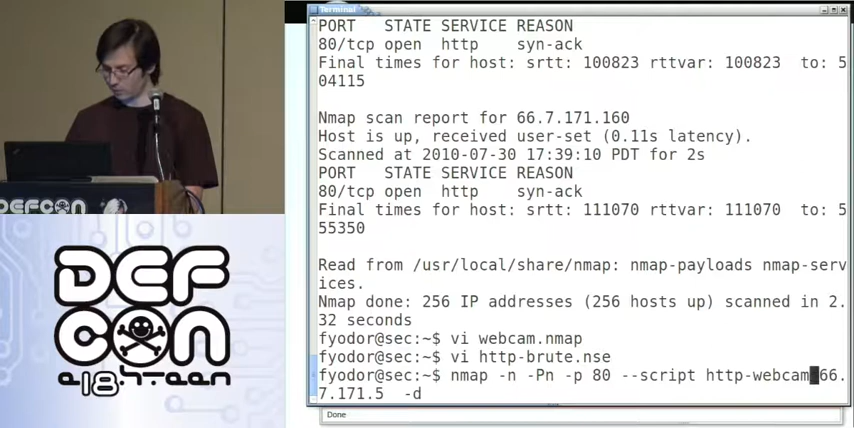 Terminal
PORT   STATE SERVICE REASON
80/tcp open  http    syn-ack
Final times for host: srtt: 100823 rttvar: 100823  to: 5
04115
Nmap scan report for 66.7.171.160
Host is up, received user-set (0.11s latency).
Scanned at 2010-07-30 17:39:10 PDT for 2s
PORT   STATE SERVICE REASON
80/tcp open  http    syn-ack
Final times for host: srtt: 111070 rttvar: 111070  to: 5
55350
Read from /usr/local/share/nmap: nmap-payloads nmap-serv
ices.
Nmap done: 256 IP addresses (256 hosts up) scanned in 2.
32 seconds
fyodor@sec:~$ vi webcam.nmap
fyodor@sec:~$ vi http-brute.nse
fyodor@sec:~$ nmap -n -Pn -p 80 --script http-webcam 66.
7.171.5  -d
Done
DEFCON
DEF
CON
e18hteen